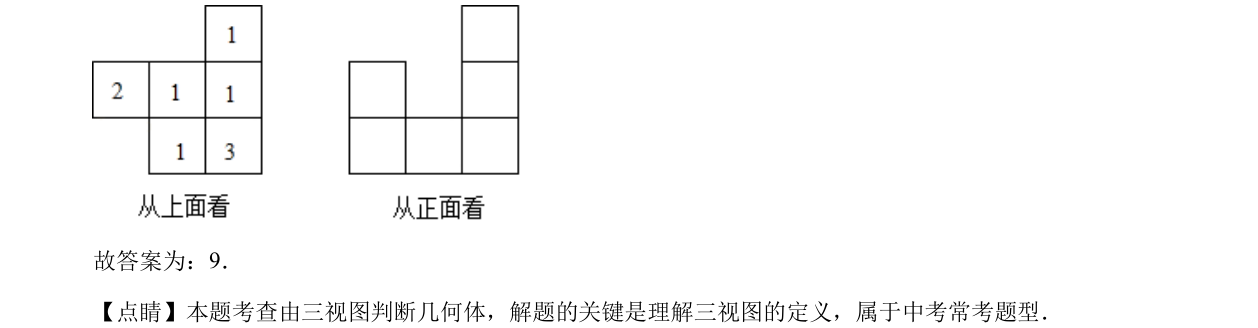 1
2 1 1
1 3
从上面看 从正面看
故答案为：9．
【点睛】本题考查由三视图判断几何体，解题的关键是理解三视图的定义，属于中考常考题型．